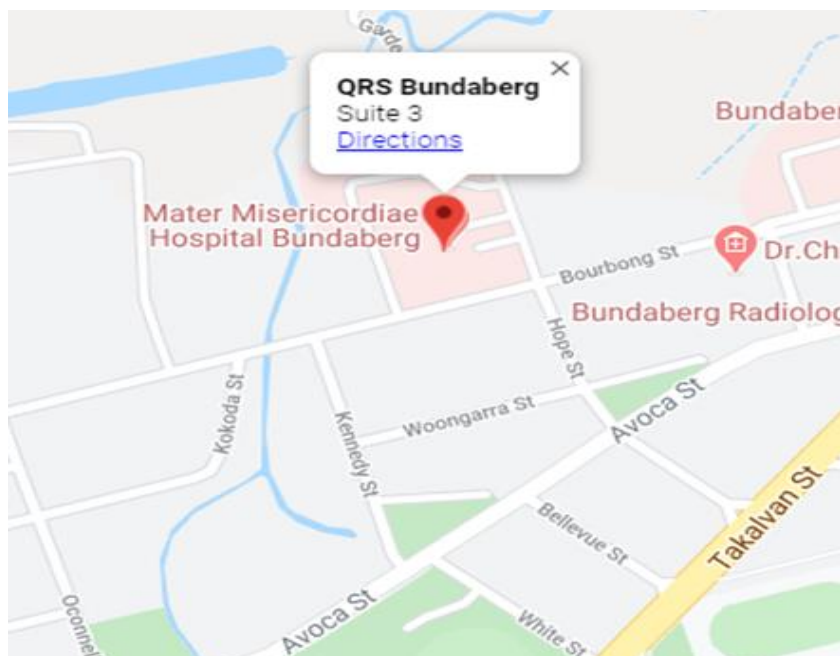 Garde
QRS Bundaberg
Suite 3
Directions
Bundaber
Mater Misericordiae
Hospital Bundaberg
Bourbong St
Dr.Ch
Bundaberg Radiolog
Hope St
Kokoda St
Kennedy St
Woongarra St
Avoca St
Takalvan St
Bellevue St
Oconnel
Avoca St
White St